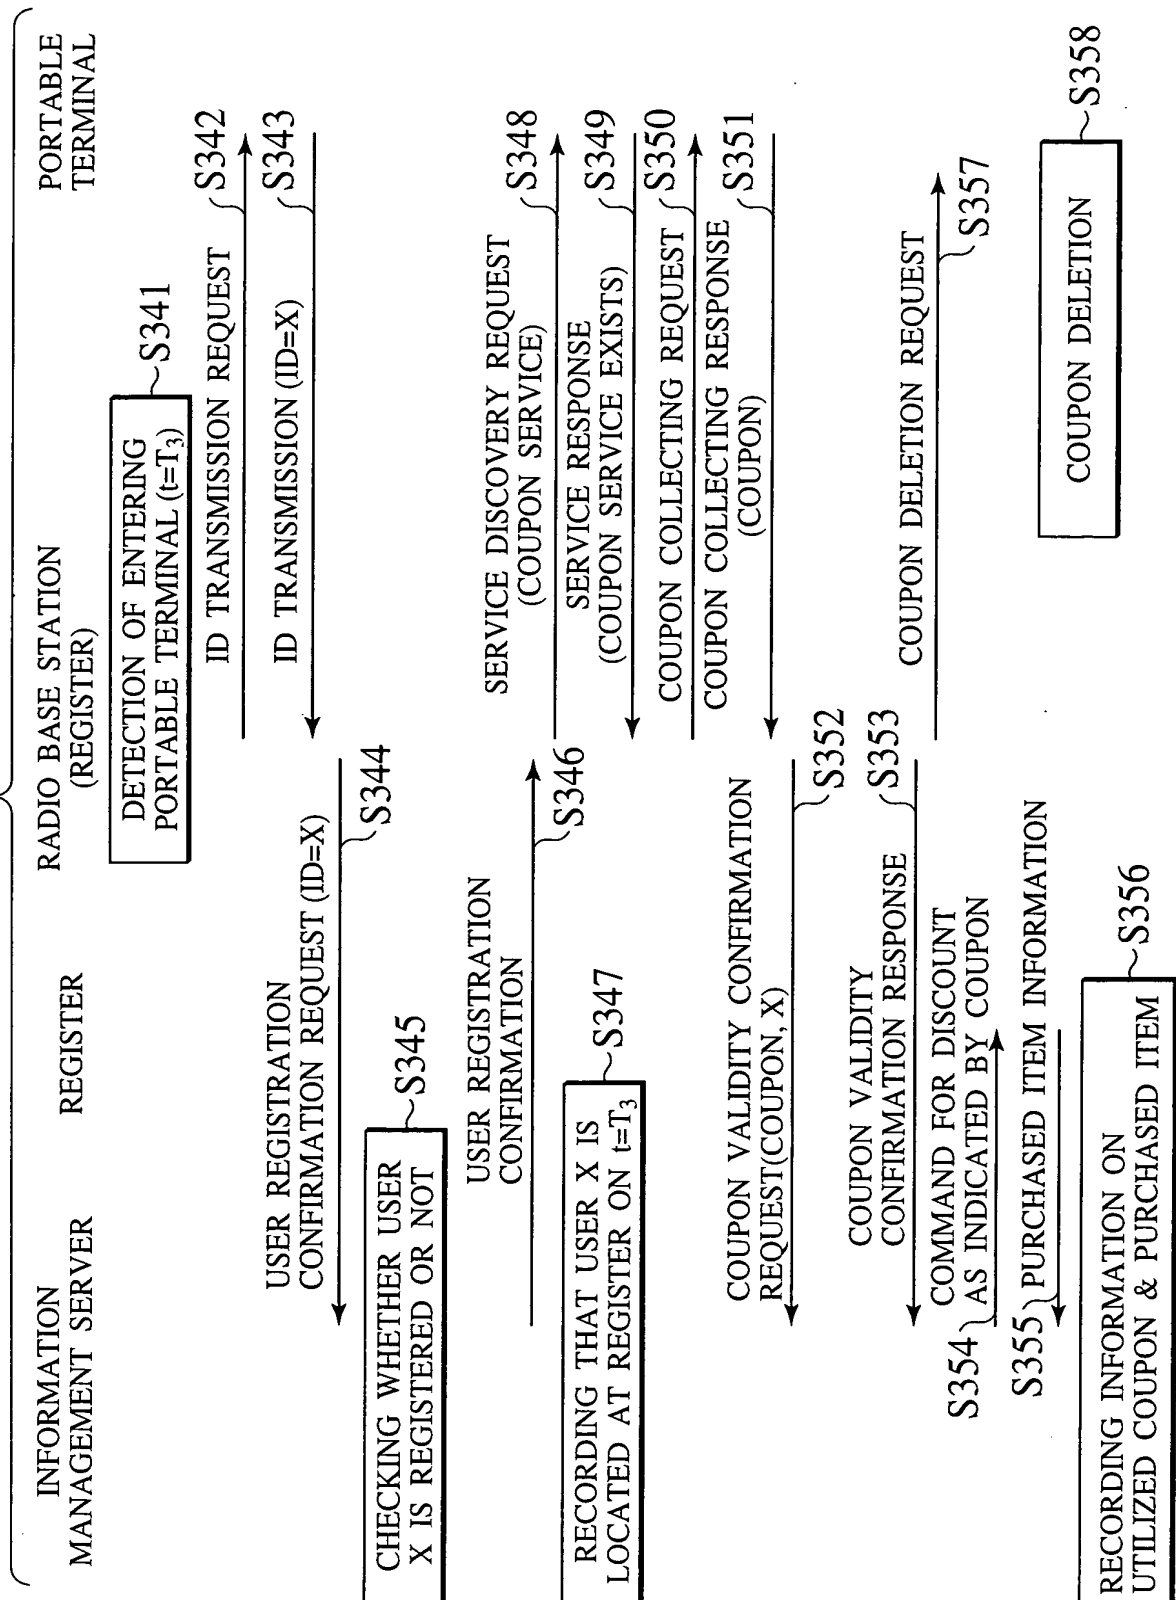 INFORMATION
MANAGEMENT SERVER
REGISTER
RADIO BASE STATION
(REGISTER)
PORTABLE
TERMINAL
DETECTION OF ENTERING
PORTABLE TERMINAL (t=T3)
S341
ID TRANSMISSION REQUEST
S342
ID TRANSMISSION (ID=X)
S343
USER REGISTRATION
CONFIRMATION REQUEST (ID=X)
S344
CHECKING WHETHER USER
X IS REGISTERED OR NOT
S345
USER REGISTRATION
CONFIRMATION
S346
RECORDING THAT USER X IS
LOCATED AT REGISTER ON t=T3
S347
SERVICE DISCOVERY REQUEST
(COUPON SERVICE)
S348
SERVICE RESPONSE
(COUPON SERVICE EXISTS)
S349
COUPON COLLECTING REQUEST
S350
COUPON COLLECTING RESPONSE
(COUPON)
S351
COUPON VALIDITY CONFIRMATION
REQUEST(COUPON, X)
S352
COUPON VALIDITY
CONFIRMATION RESPONSE
S353
COMMAND FOR DISCOUNT
AS INDICATED BY COUPON
S354
PURCHASED ITEM INFORMATION
S355
RECORDING INFORMATION ON
UTILIZED COUPON & PURCHASED ITEM
S356
COUPON DELETION REQUEST
S357
COUPON DELETION
S358